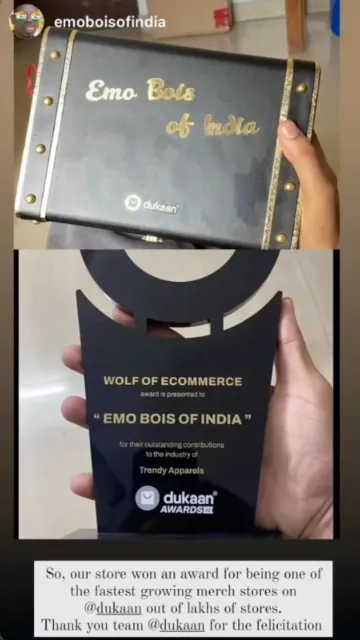 emoboisofindia
Emo Bois
of India
dukaan
WOLF OF ECOMMERCE
award is presented to
“ EMO BOIS OF INDIA ”
for their outstanding contributions
to the industry of
Trendy Apparels
dukaan
AWARDS
So, our store won an award for being one of
the fastest growing merch stores on
@dukaan out of lakhs of stores.
Thank you team @dukaan for the felicitation